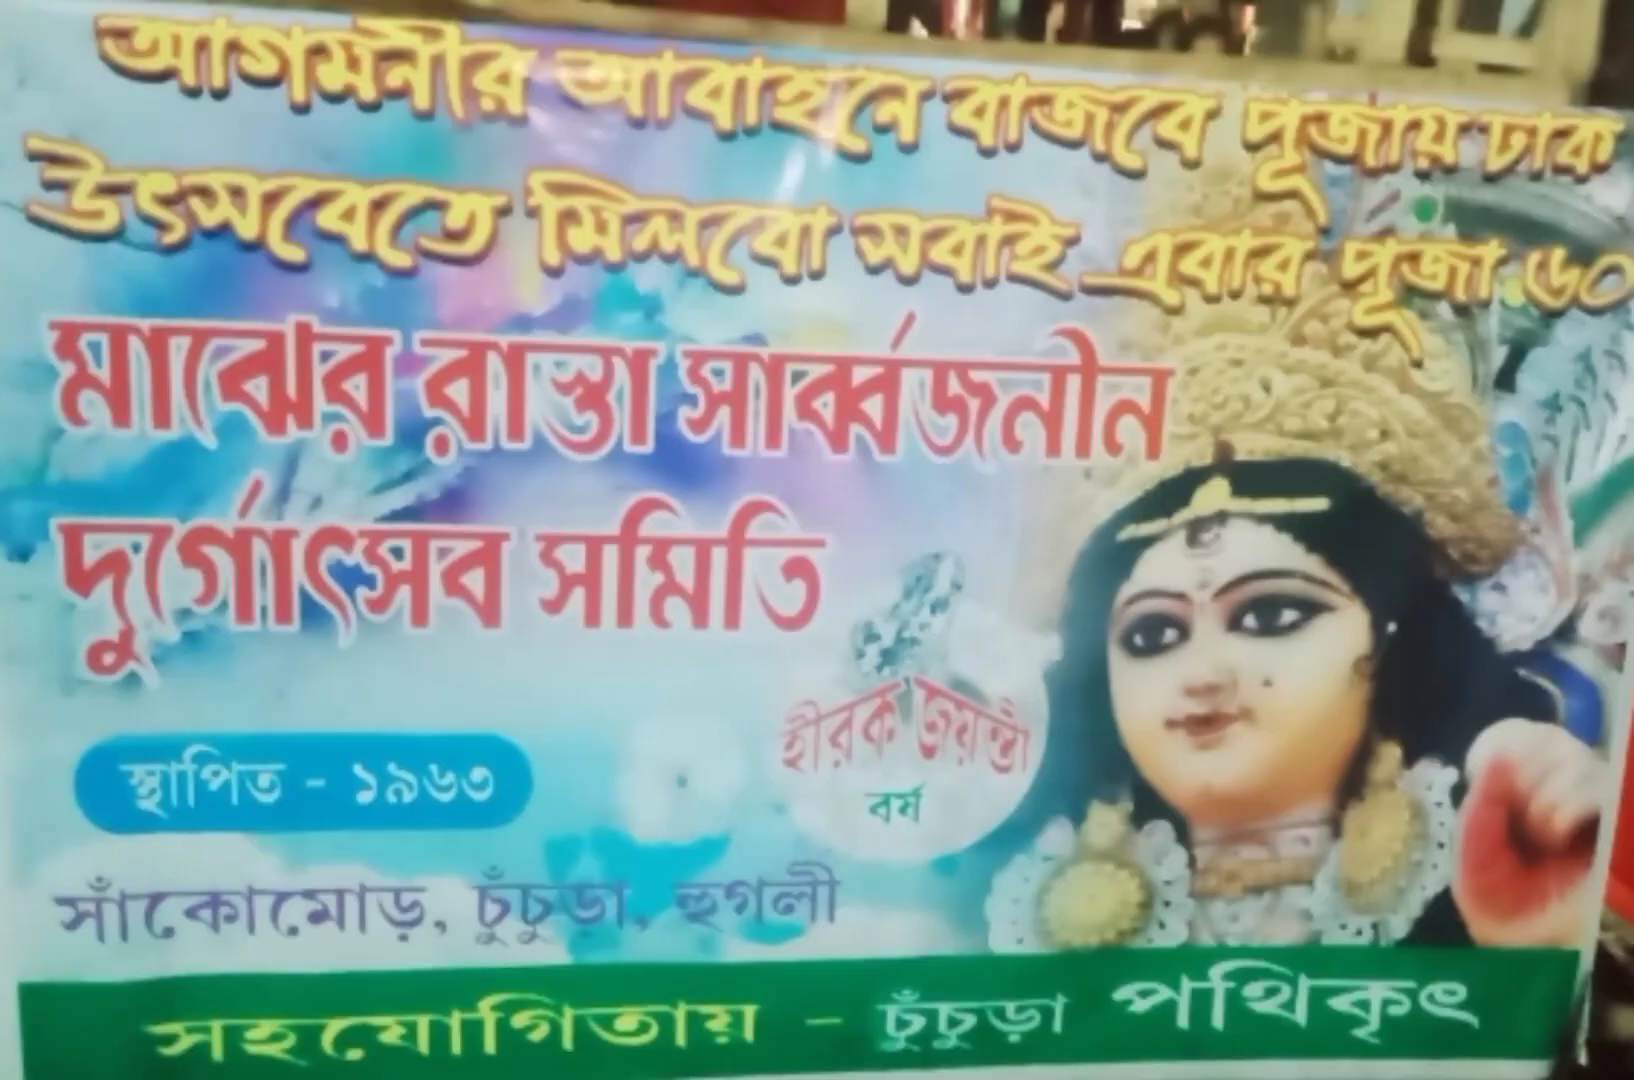 আগমনীর আবাহনে বাজবে পূজায় ঢাক
উৎসবেতে মিলবো সবাই এবার পূজা ৬০
মাঝের রাস্তা সার্ব্বজনীন
দুর্গোৎসব সমিতি
হীরক জয়ন্তী
বর্ষ
স্থাপিত - ১৯৬৩
সাঁকোমোড়, চুঁচুড়া, হুগলী
সহযোগিতায় - চুঁচুড়া পথিকৃৎ